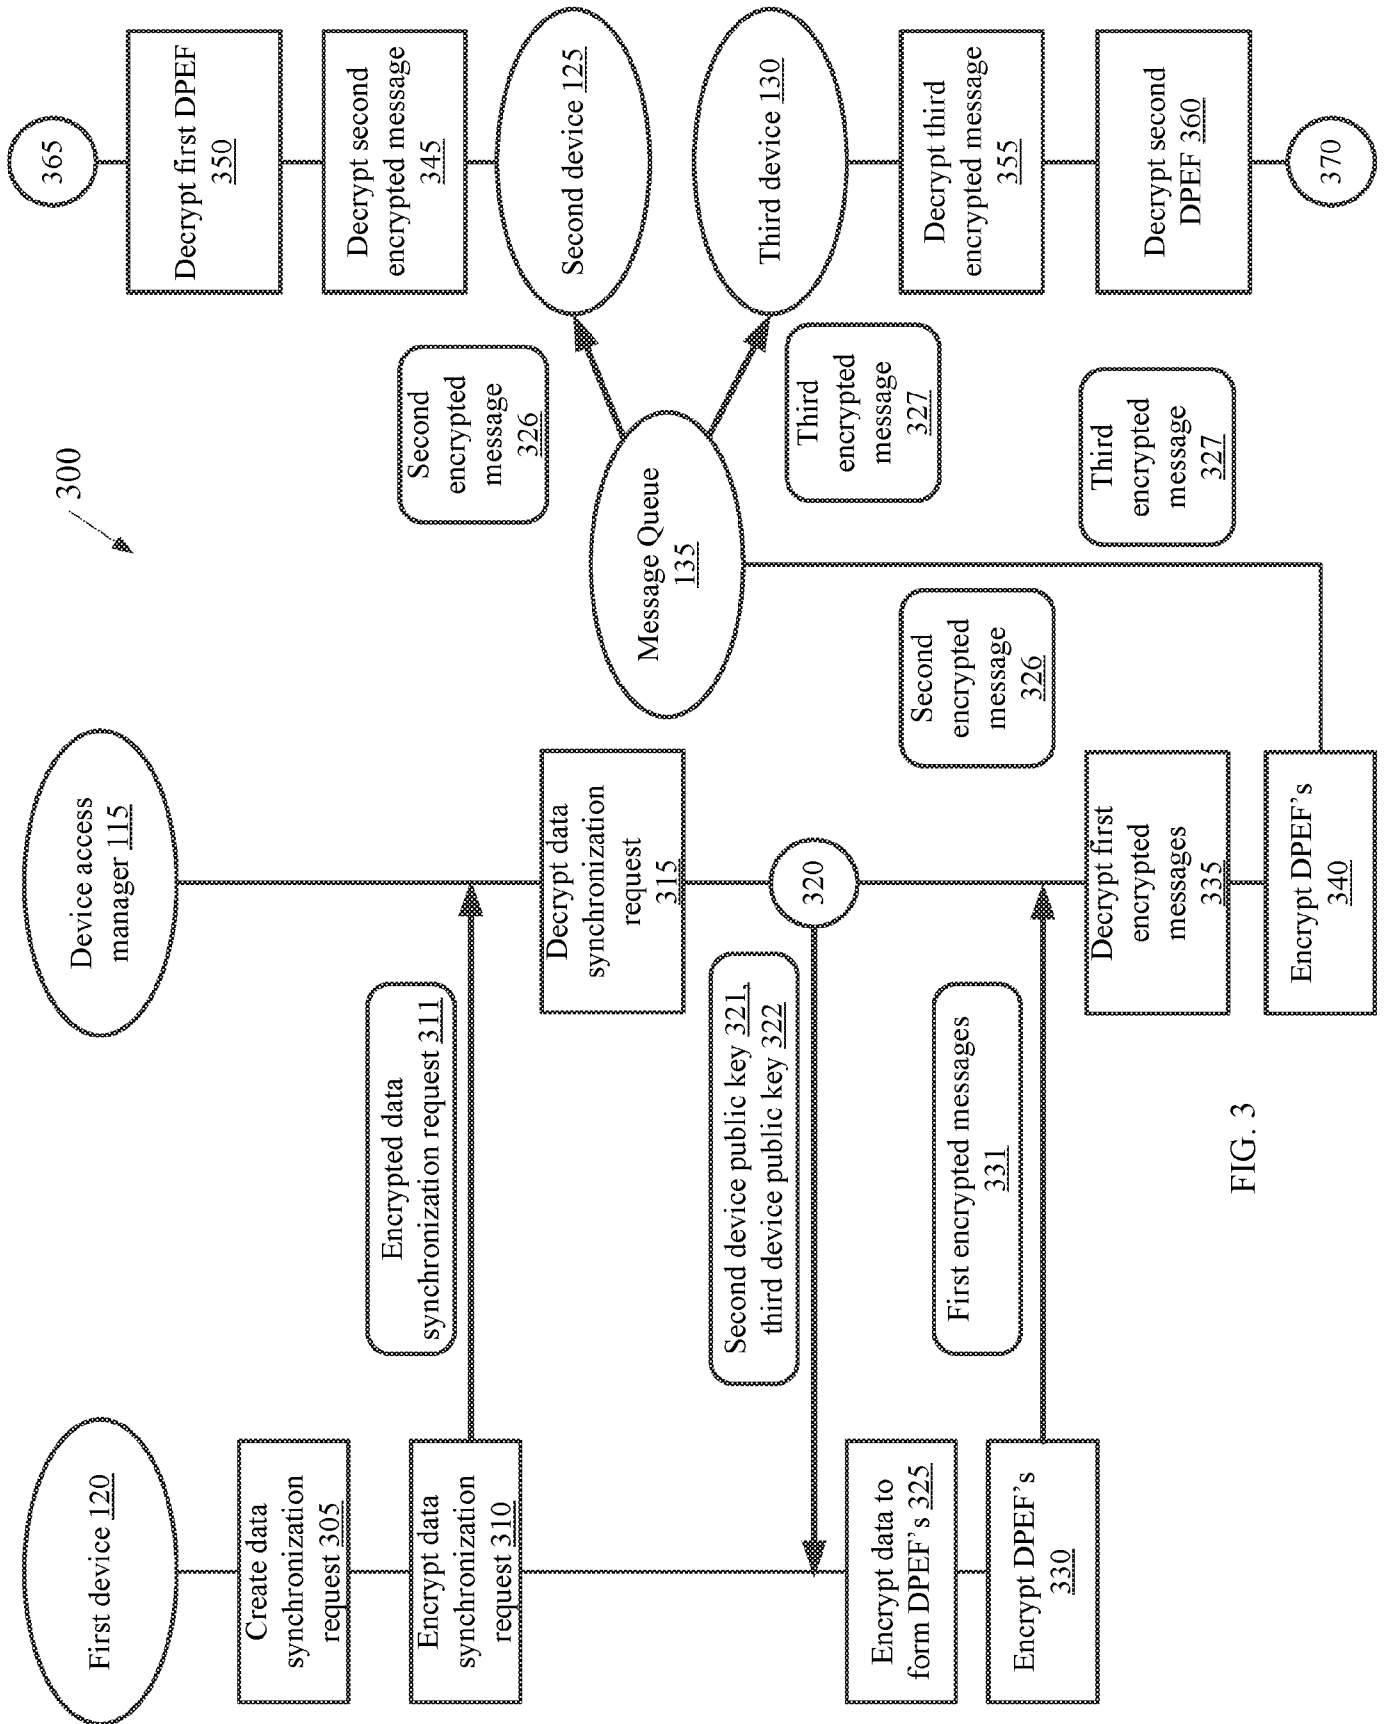 300
First device 120
Create data
synchronization
request 305
Encrypt data
synchronization
request 310
Encrypt data to
form DPEF's 325
Encrypt DPEF's
330
Encrypted data
synchronization request 311
Second device public key 321,
third device public key 322
First encrypted messages
331
Device access
manager 115
Decrypt data
synchronization
request
315
320
Decrypt first
encrypted
messages
335
Encrypt DPEF's
340
Second
encrypted
message
326
Third
encrypted
message
327
Message Queue
135
Second
encrypted
message
326
Third
encrypted
message
327
365
Decrypt first DPEF
350
Decrypt second
encrypted message
345
Second device 125
Third device 130
Decrypt third
encrypted message
355
Decrypt second
DPEF 360
370
FIG. 3